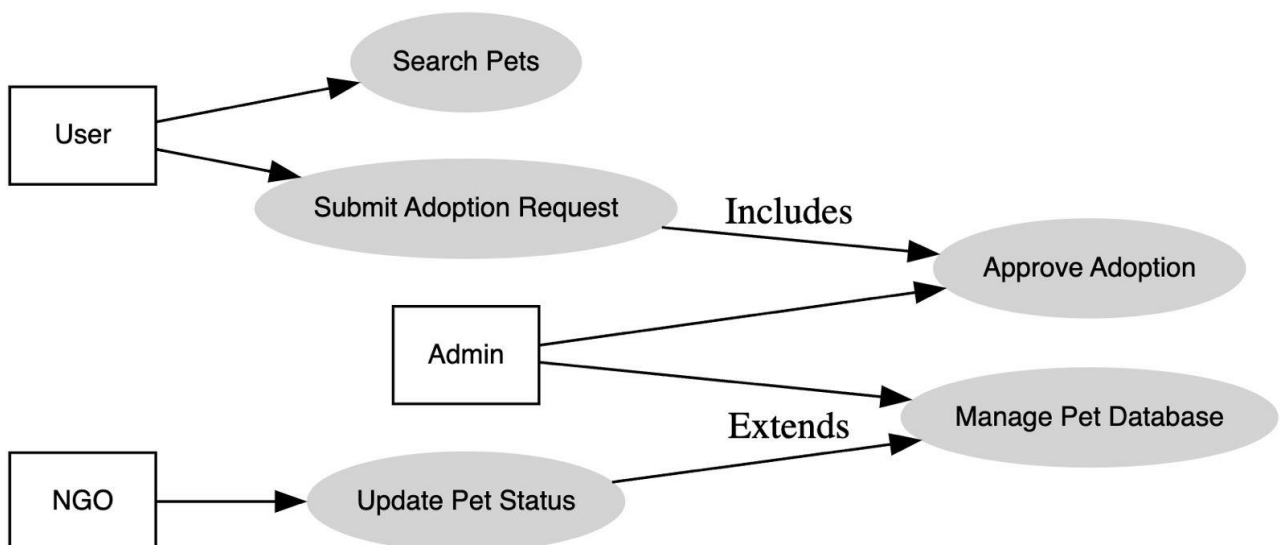 Search Pets
User
Submit Adoption Request
Includes
Approve Adoption
Admin
Manage Pet Database
Extends
NGO
Update Pet Status